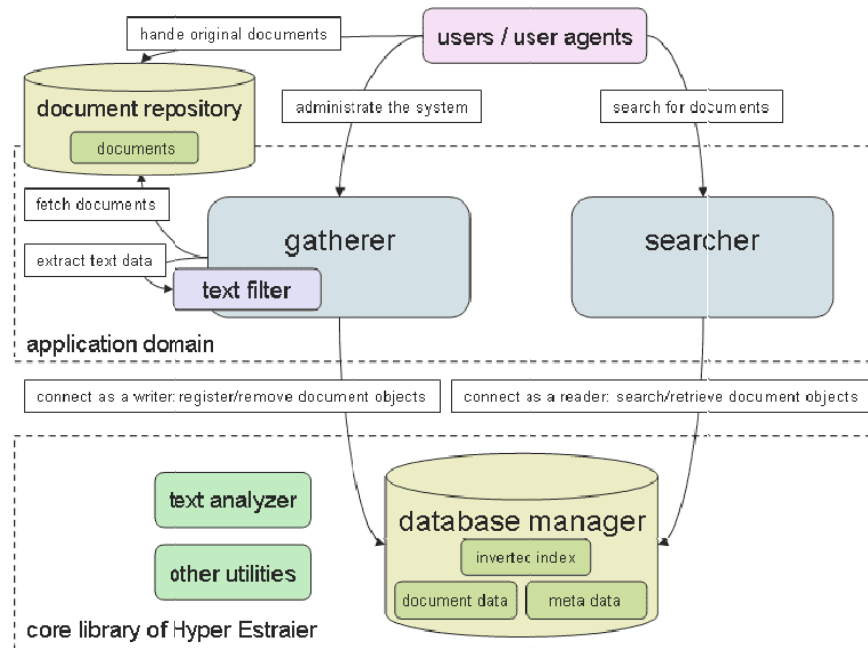 hande original documents
users / user agents
document repository
documents
administrate the system
search for documents
fetch documents
gatherer
searcher
extract text data
text filter
application domain
connect as a writer: register/remove document objects
connect as a reader: search/retrieve document objects
text analyzer
database manager
invertec index
other utilities
document data
meta data
core library of Hyper Estraier